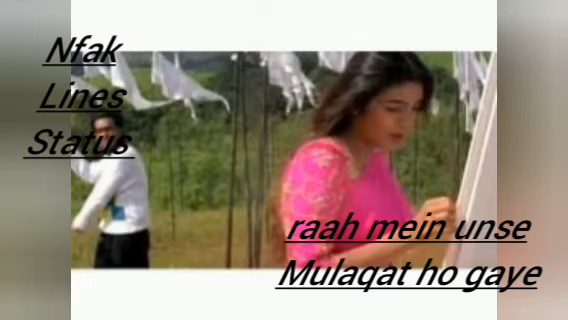 Nfak
Lines
Status
raah mein unse
Mulaqat ho gaye